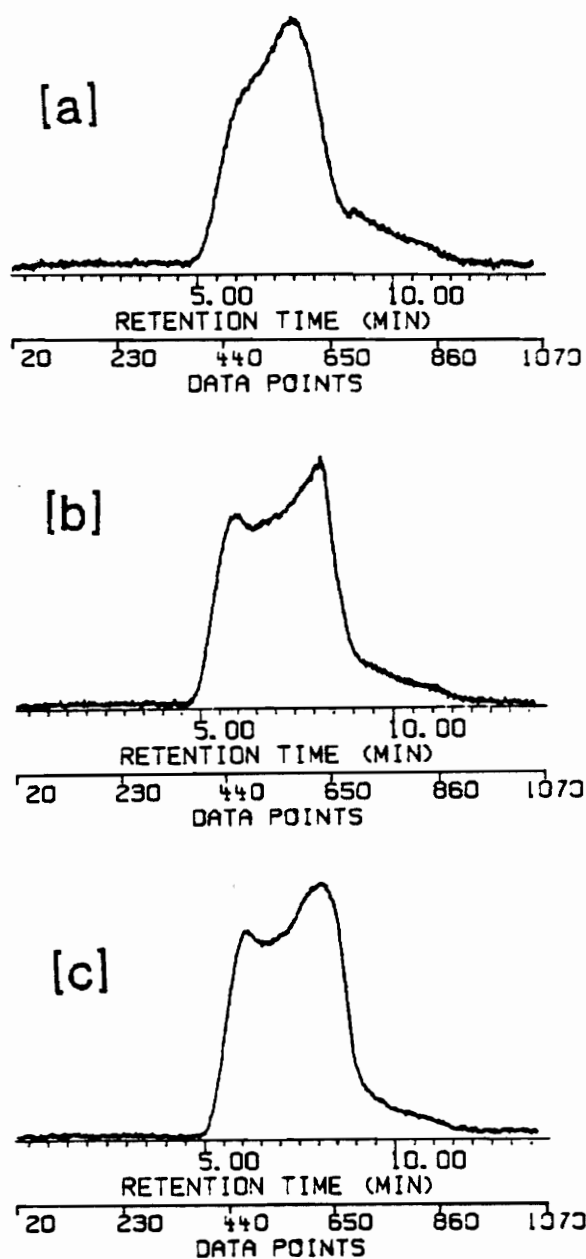 [a]
5.00 10.00
RETENTION TIME (MIN)
20 230 440 650 860 1070
DATA POINTS
[b]
5.00 10.00
RETENTION TIME (MIN)
20 230 440 650 860 1070
DATA POINTS
[c]
5.00 10.00
RETENTION TIME (MIN)
20 230 440 650 860 1070
DATA POINTS